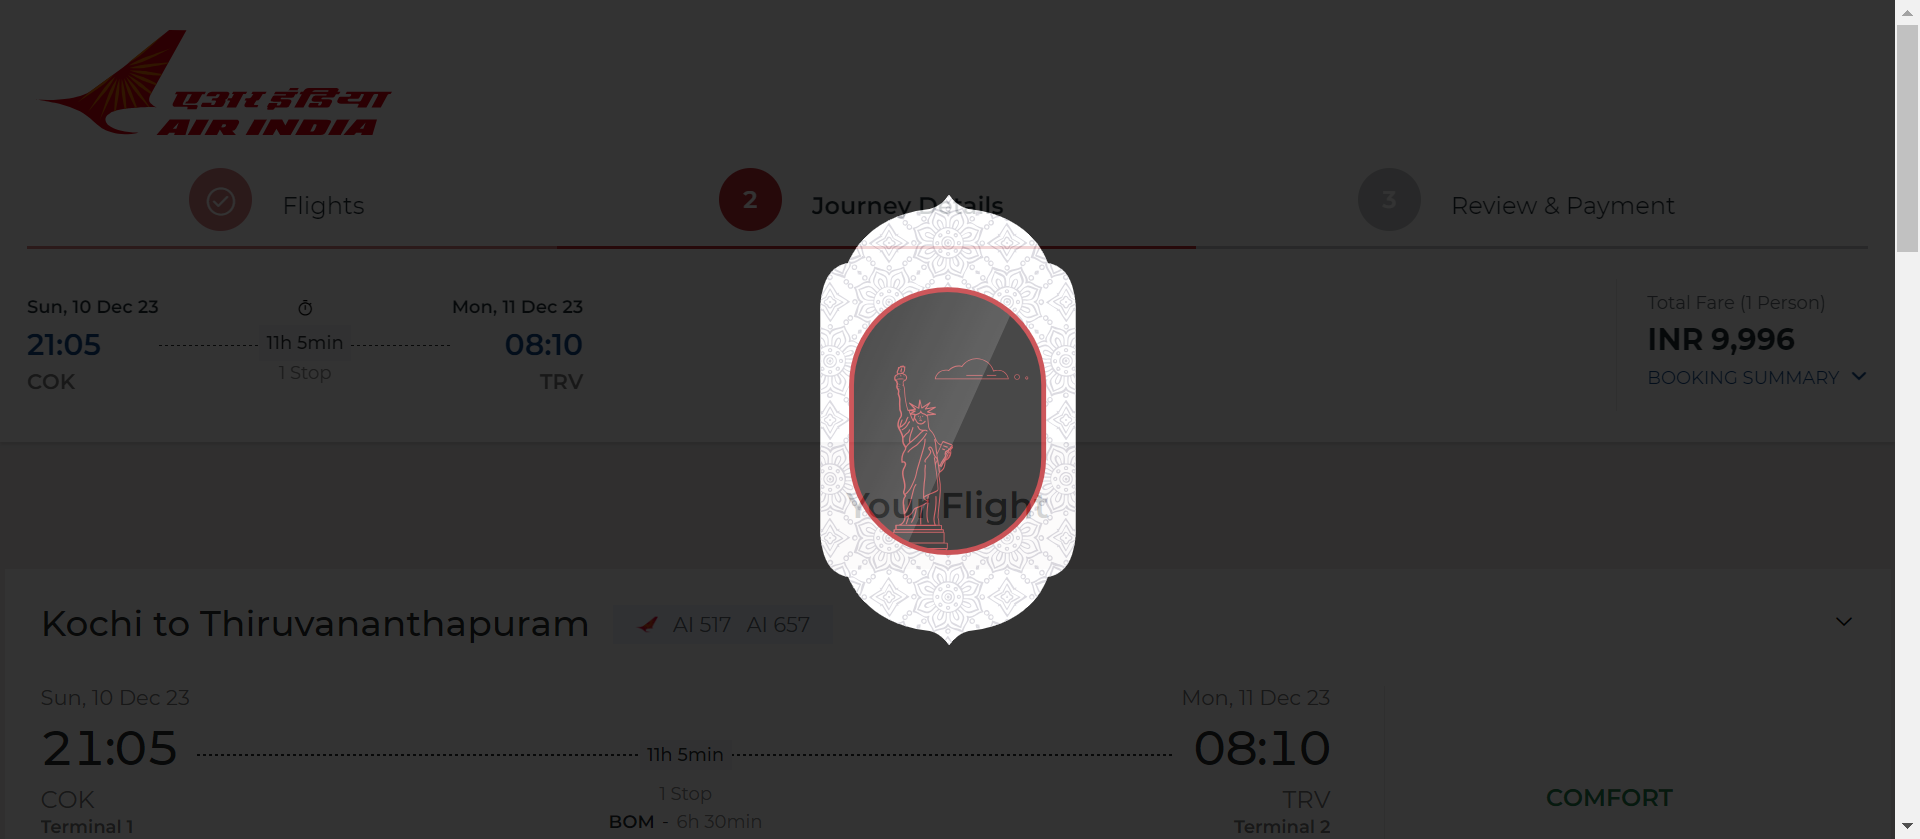 एअर इंडिया
AIR INDIA
Flights
2
Journey Details
3
Review & Payment
Sun, 10 Dec 23
Mon, 11 Dec 23
21:05
11h 5min
08:10
COK
1 Stop
TRV
Total Fare (1 Person)
INR 9,996
BOOKING SUMMARY
Your Flight
Kochi to Thiruvananthapuram
AI 517 AI 657
Sun, 10 Dec 23
Mon, 11 Dec 23
21:05
11h 5min
08:10
COK
1 Stop
TRV
Terminal 1
BOM - 6h 30min
Terminal 2
COMFORT